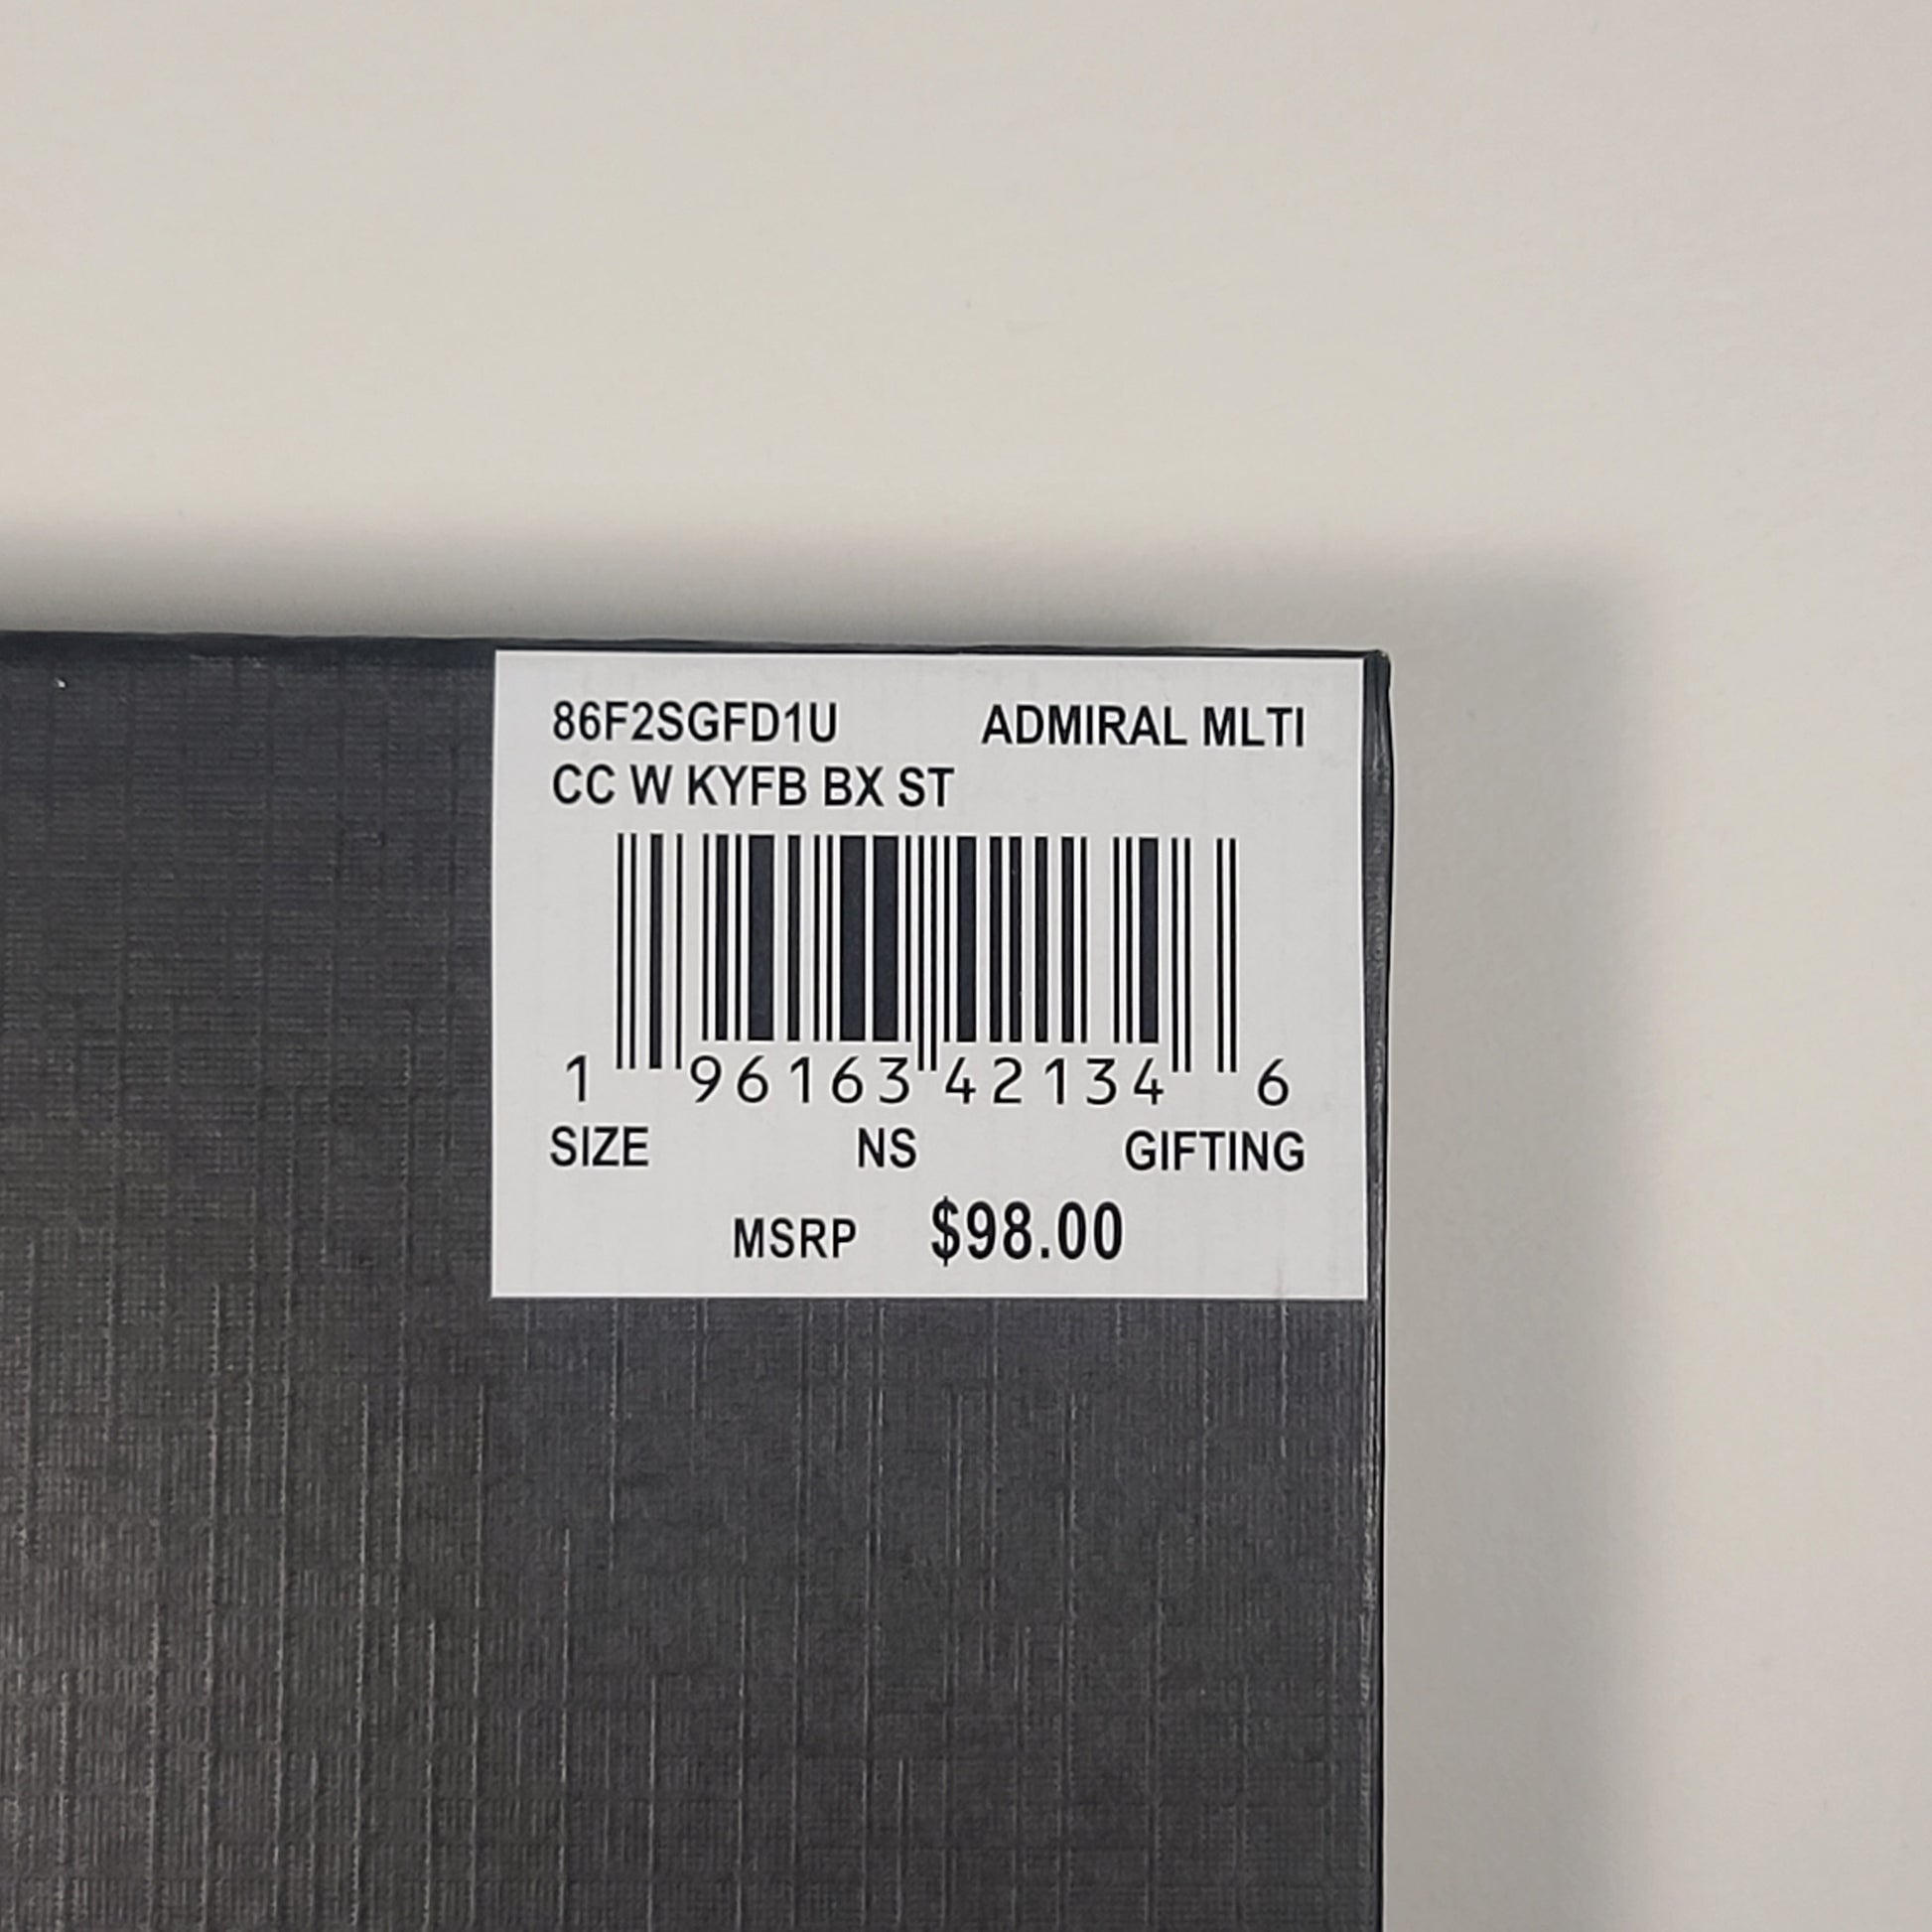 86F2SGFD1U ADMIRAL MLTI
CC W KYFB BX ST
1 96163 42134 6
SIZE NS GIFTING
MSRP $98.00